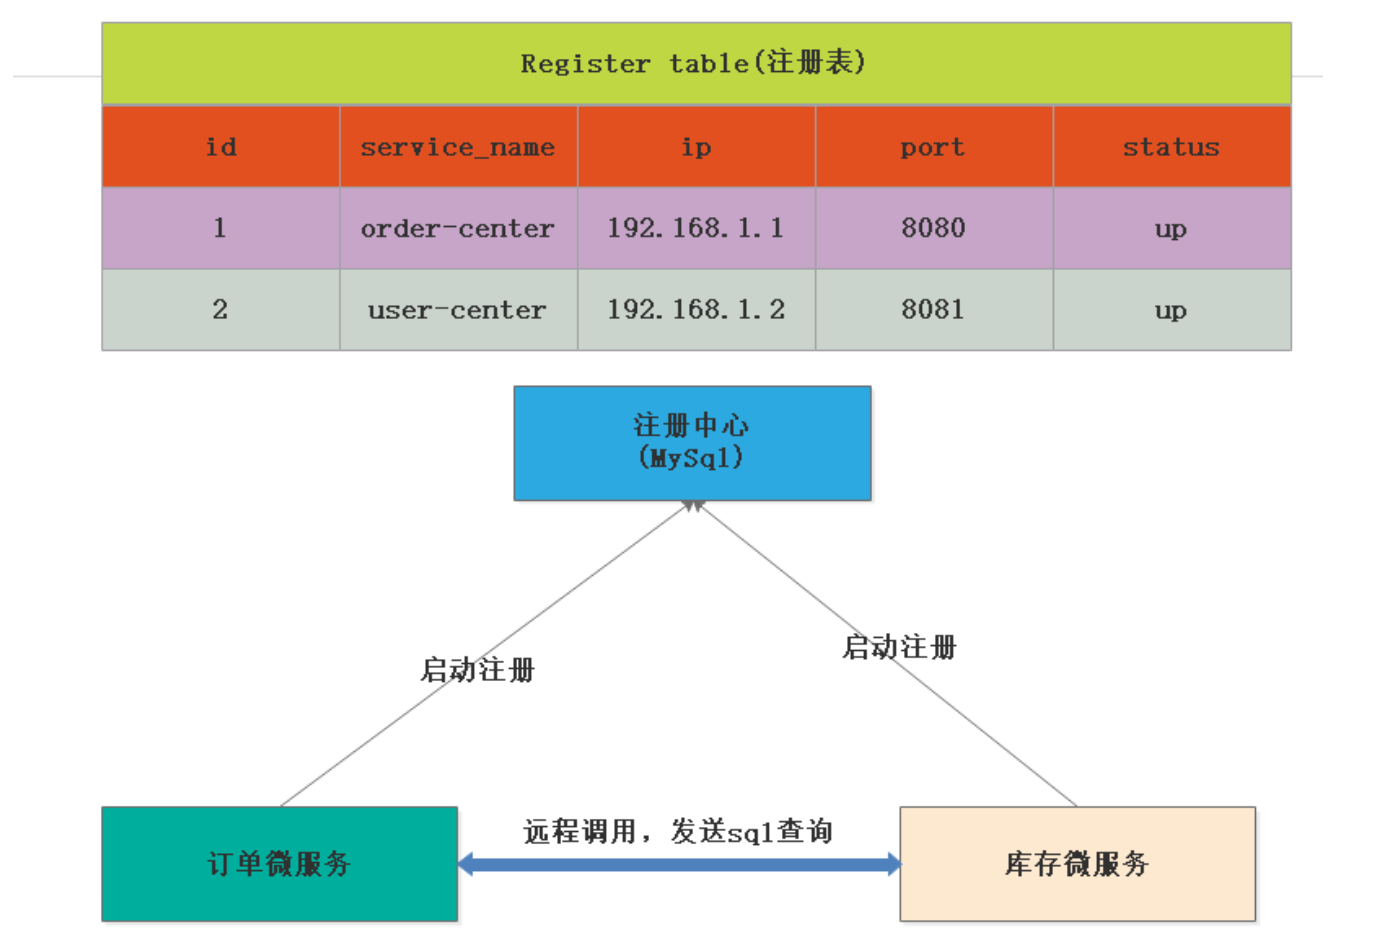 Register table(注册表)
id service_name ip port status
1 order-center 192.168.1.1 8080 up
2 user-center 192.168.1.2 8081 up
注册中心
(MySql)
启动注册
启动注册
远程调用，发送sql查询
订单微服务
库存微服务